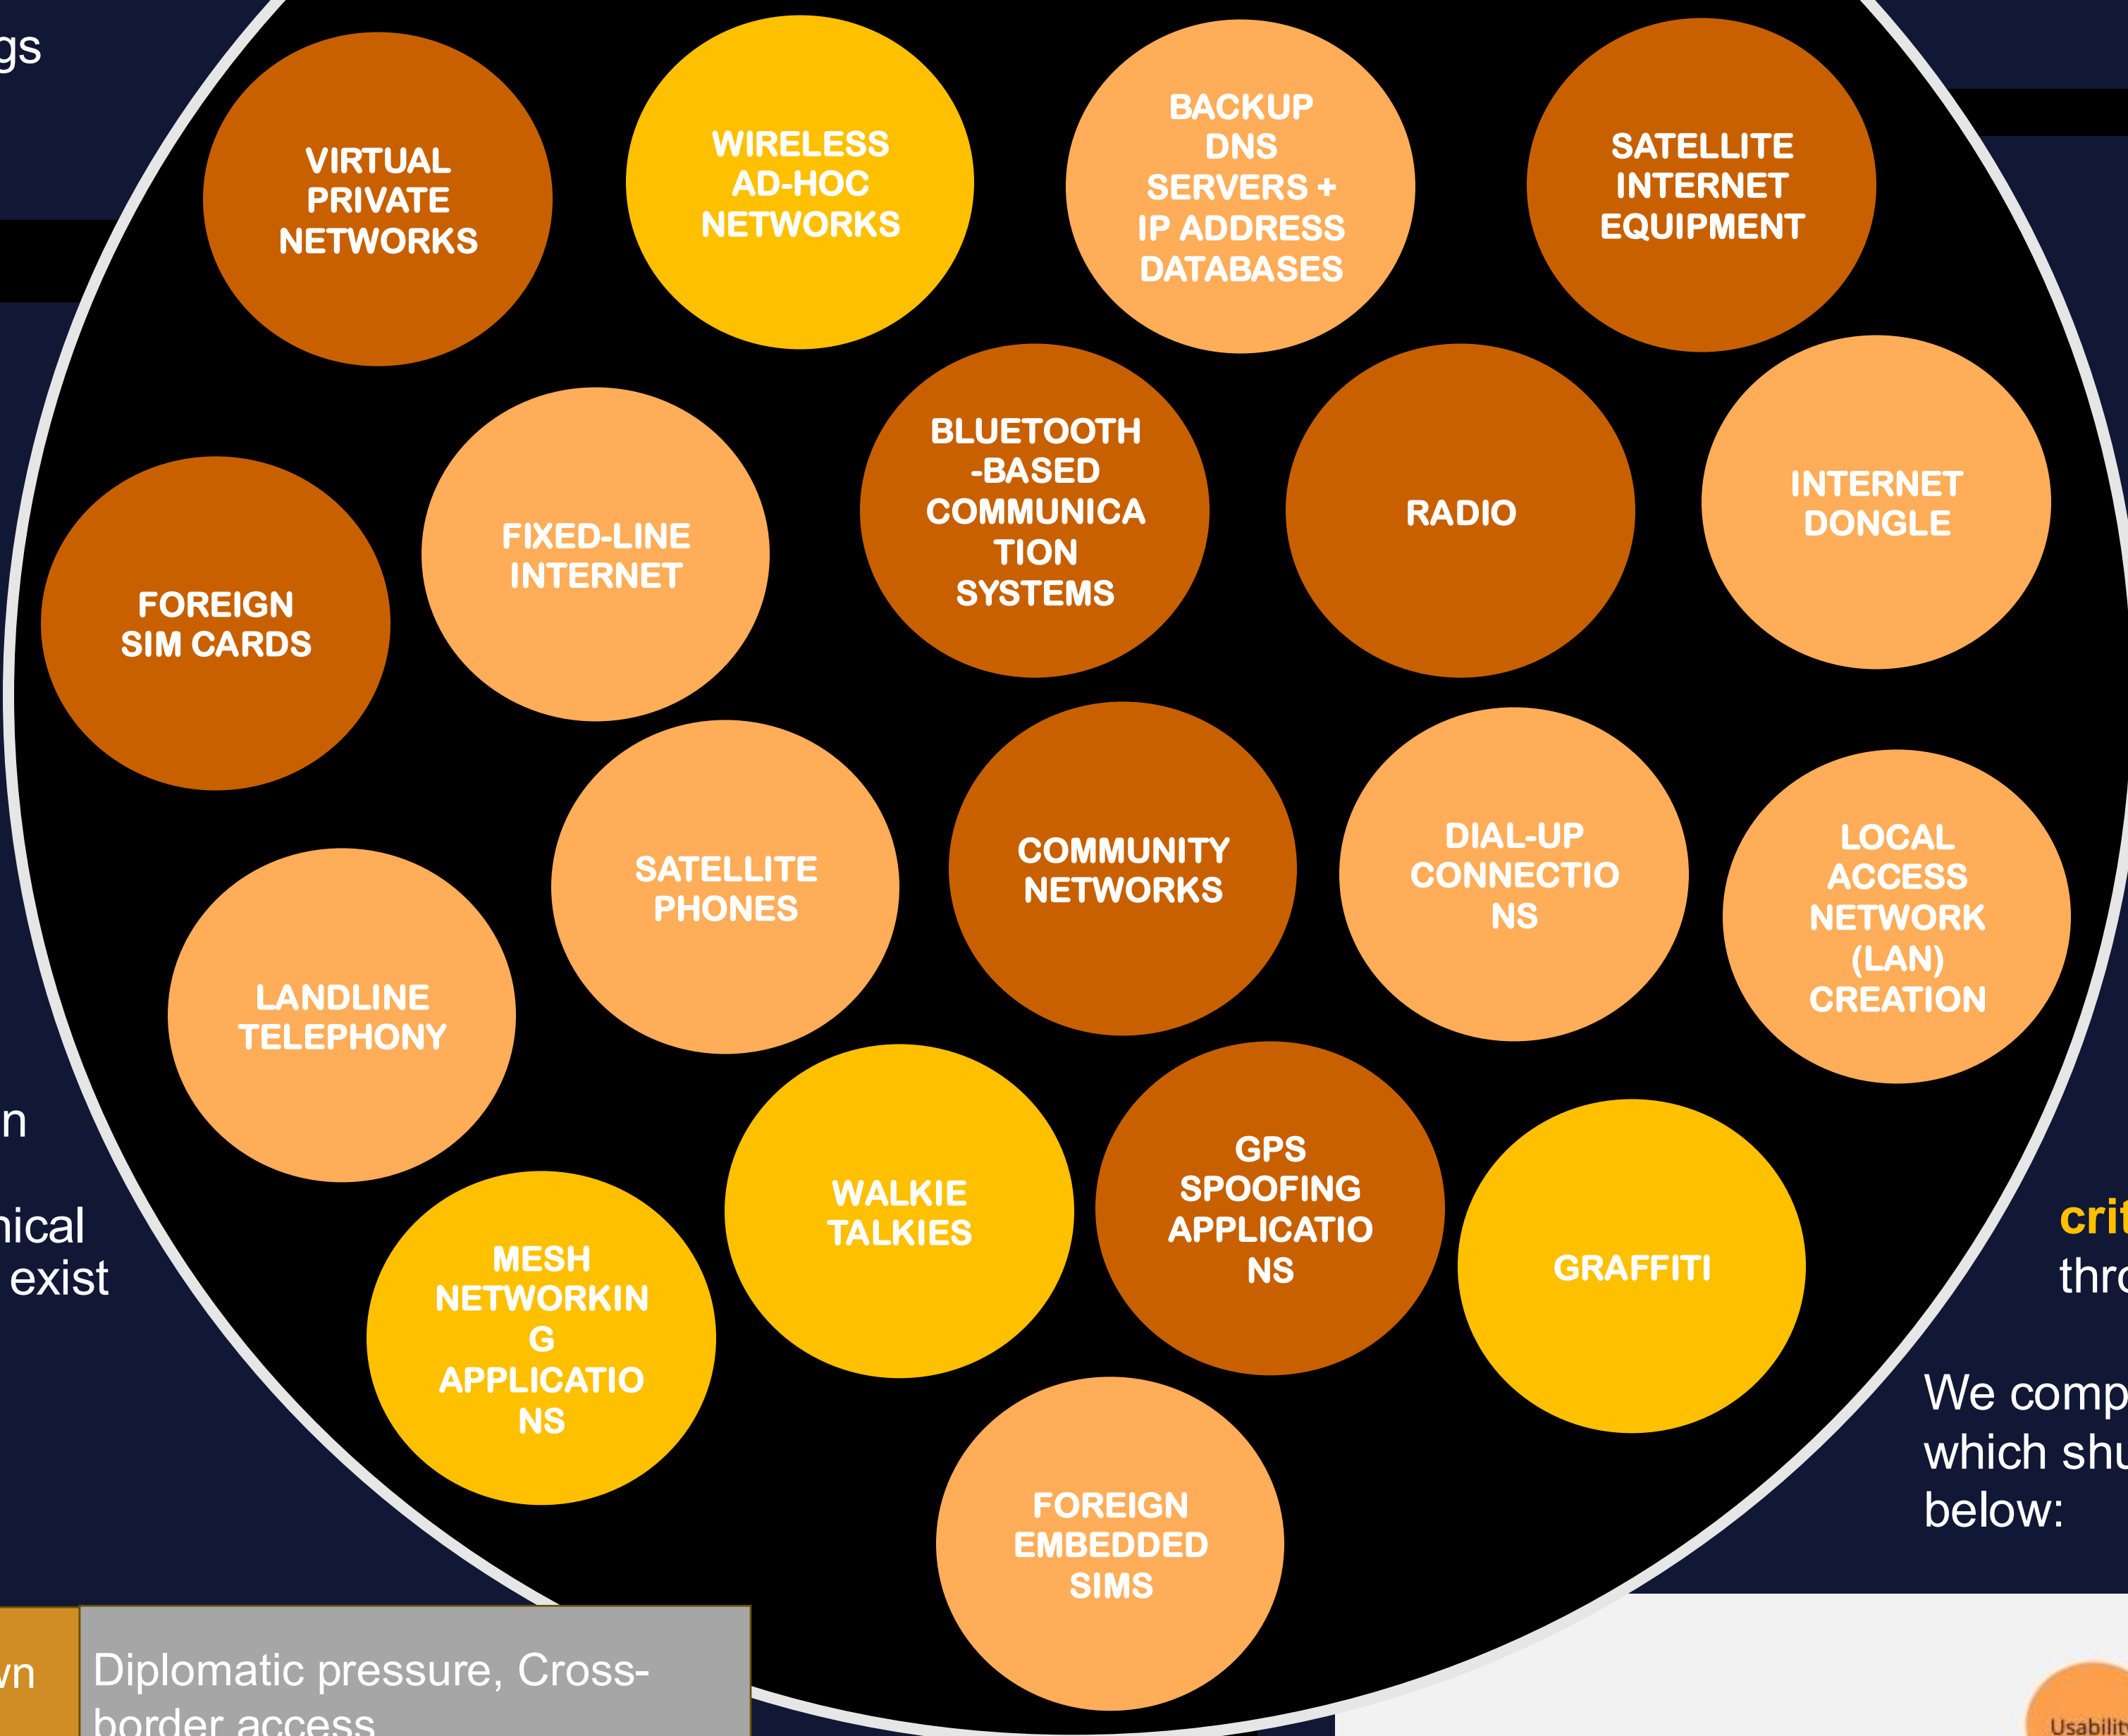 gs
VIRTUAL
PRIVATE
NETWORKS
WIRELESS
AD-HOC
NETWORKS
BACKUP
DNS
SERVERS +
IP ADDRESS
DATABASES
SATELLITE
INTERNET
EQUIPMENT
FOREIGN
SIM CARDS
FIXED-LINE
INTERNET
BLUETOOTH
-BASED
COMMUNICA
TION
SYSTEMS
RADIO
INTERNET
DONGLE
LANDLINE
TELEPHONY
SATELLITE
PHONES
COMMUNITY
NETWORKS
DIAL-UP
CONNECTIO
NS
LOCAL
ACCESS
NETWORK
(LAN)
CREATION
MESH
NETWORKIN
G
APPLICATIO
NS
WALKIE
TALKIES
GPS
SPOOFING
APPLICATIO
NS
GRAFFITI
FOREIGN
EMBEDDED
SIMS
n
nical
exist
crit
thro
We comp
which shu
below:
wn
Diplomatic pressure, Cross-
border access
Usabilit